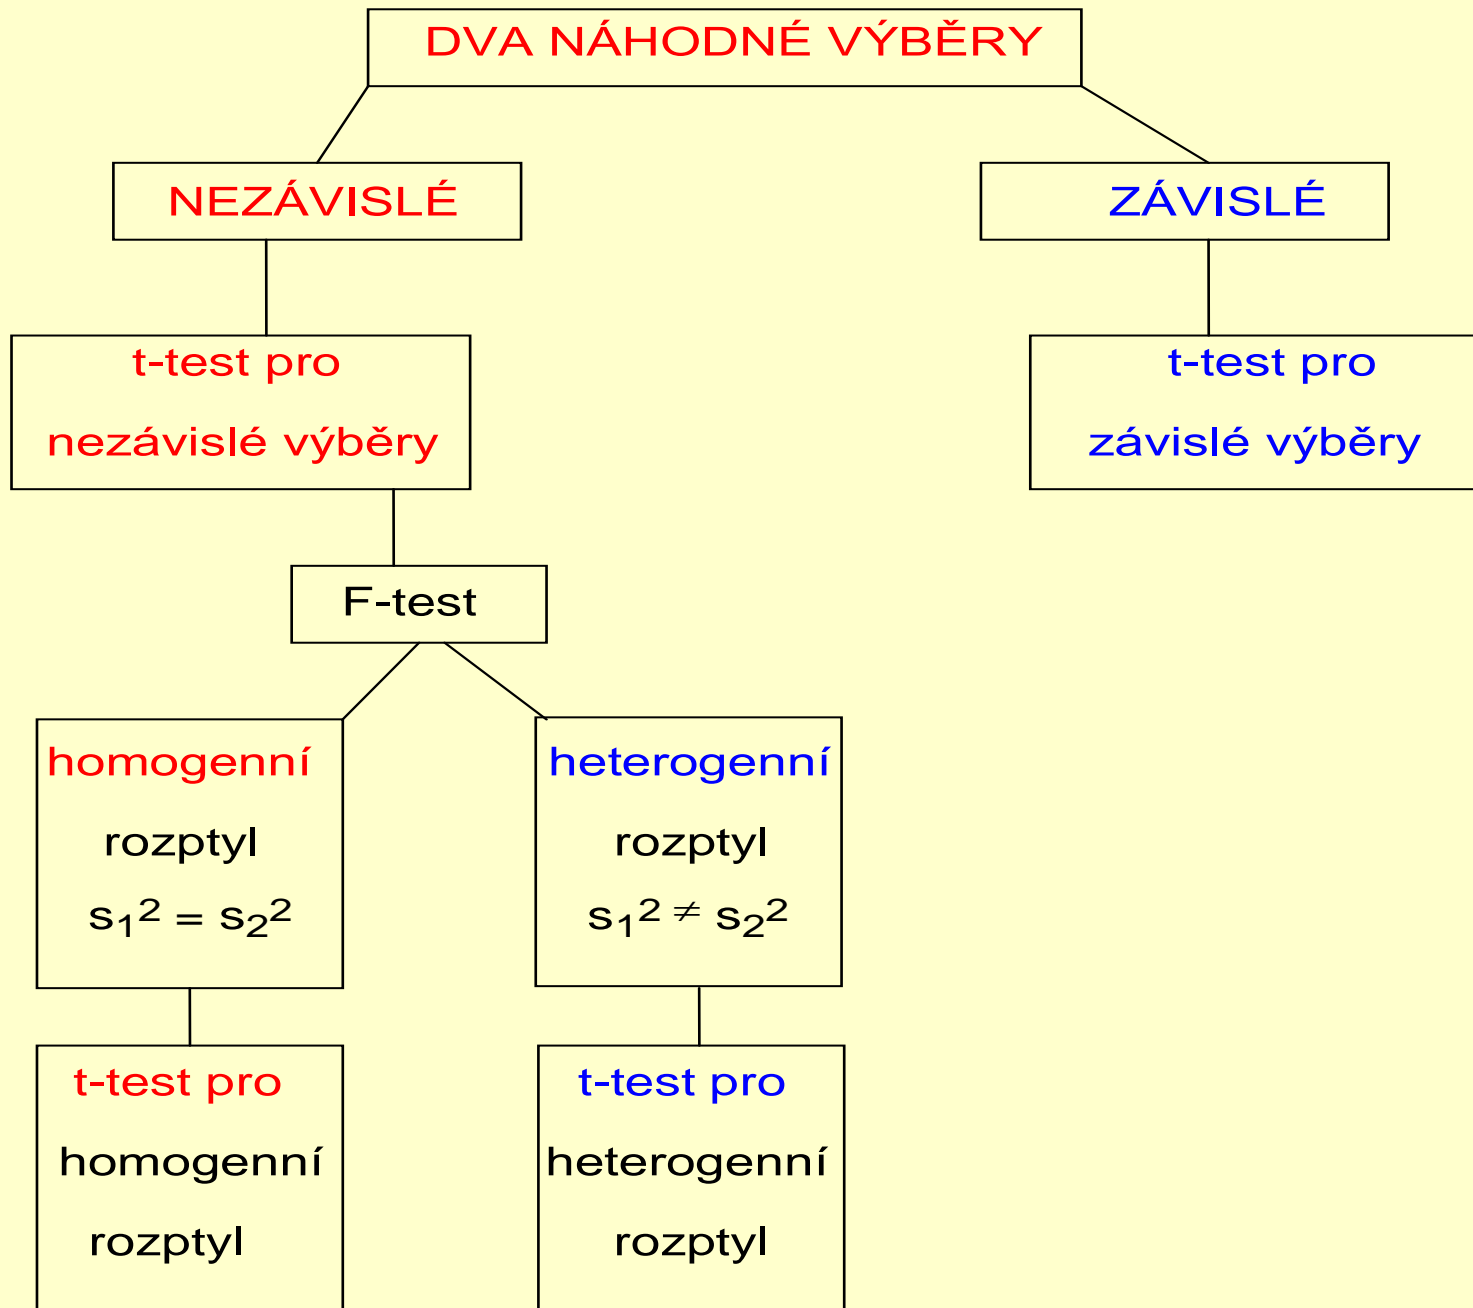 DVA NÁHODNÉ VÝBĚRY
NEZÁVISLÉ
ZÁVISLÉ
t-test pro
nezávislé výběry
t-test pro
závislé výběry
F-test
homogenní
rozptyl
s₁² = s₂²
heterogenní
rozptyl
s₁² ≠ s₂²
t-test pro
homogenní
rozptyl
t-test pro
heterogenní
rozptyl